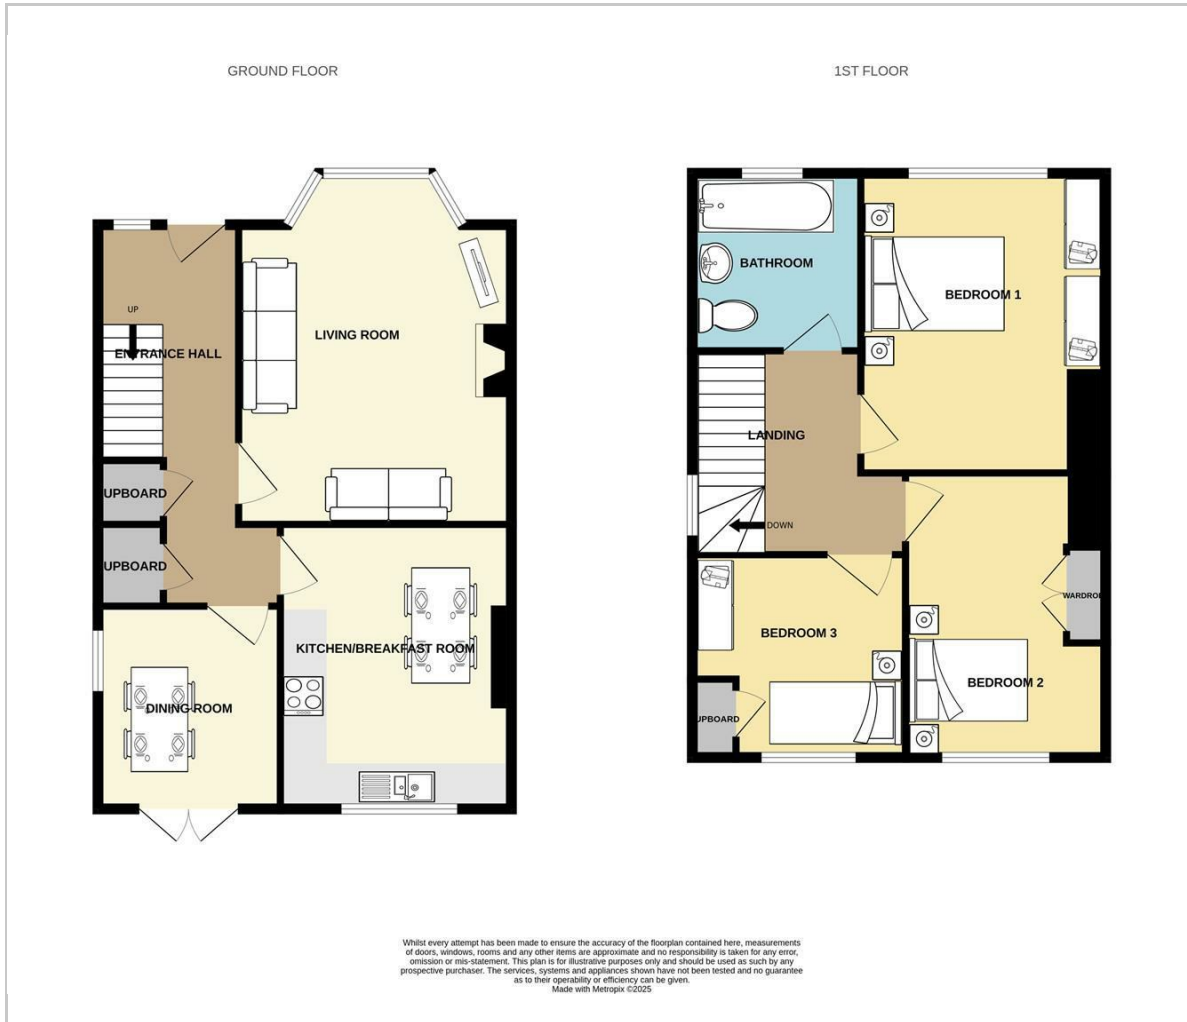 GROUND FLOOR
UP
ENTRANCE HALL
LIVING ROOM
UPBOARD
UPBOARD
KITCHEN/BREAKFAST ROOM
DINING ROOM
1ST FLOOR
BATHROOM
BEDROOM 1
LANDING
DOWN
WARDROB
BEDROOM 3
BEDROOM 2
UPBOARD
Whilst every attempt has been made to ensure the accuracy of the floorplan contained here, measurements
of doors, windows, rooms and any other items are approximate and no responsibility is taken for any error,
omission or mis-statement. This plan is for illustrative purposes only and should be used as such by any
prospective purchaser. The services, systems and appliances shown have not been tested and no guarantee
as to their operability or efficiency can be given.
Made with Metropix ©2025